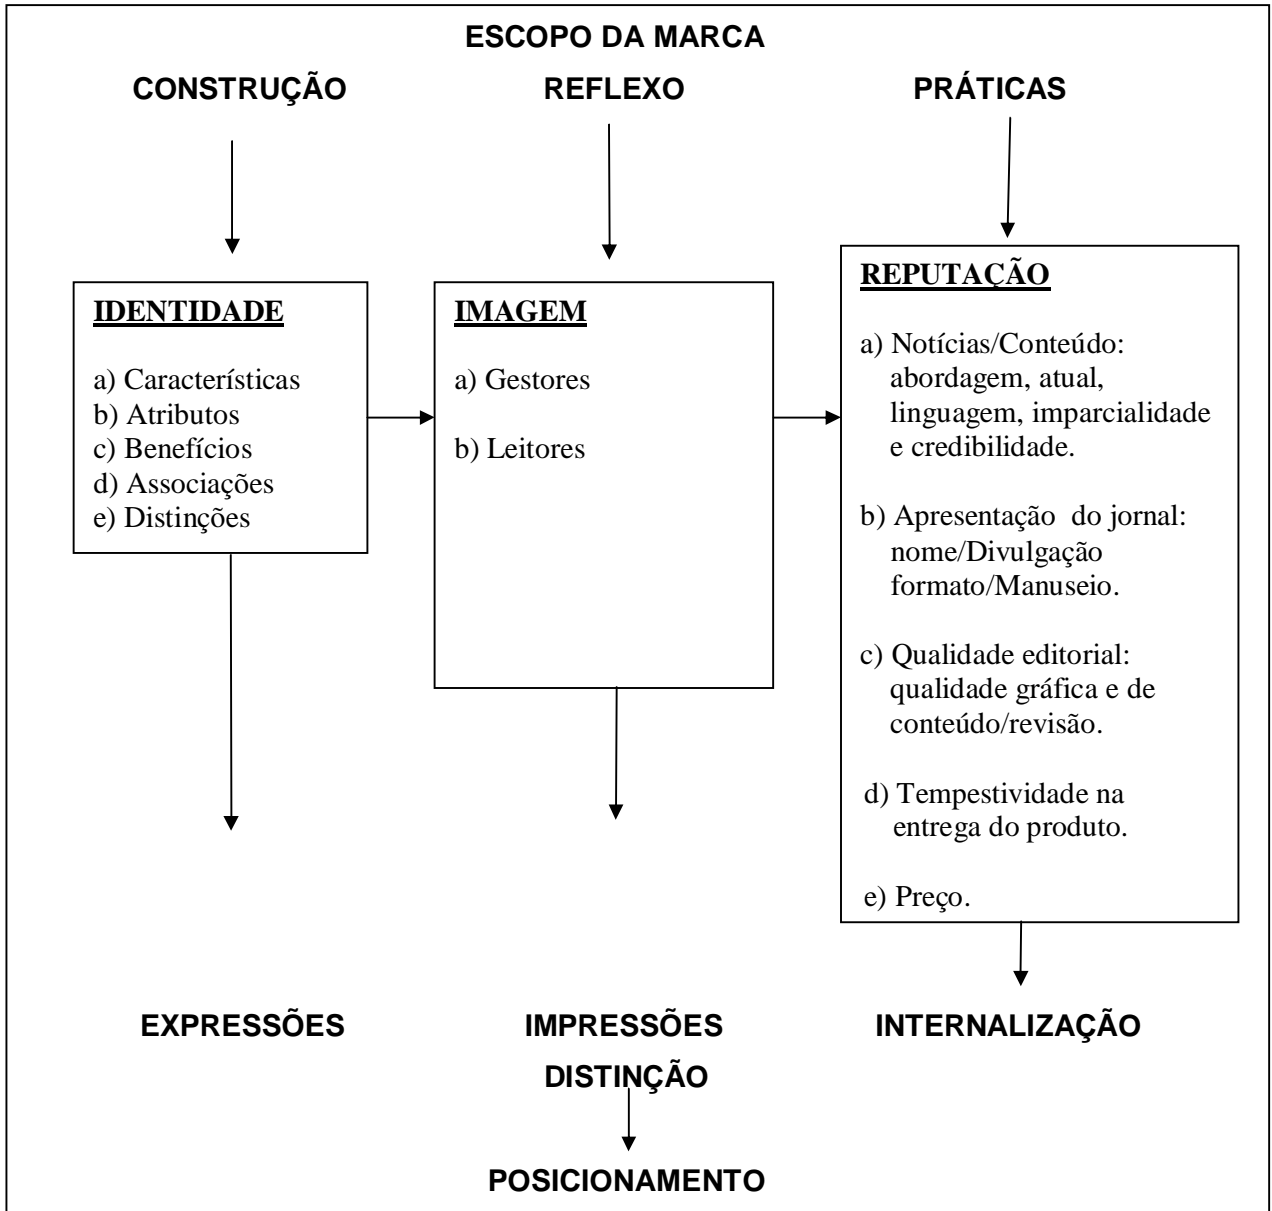 ESCOPO DA MARCA
CONSTRUÇÃO
REFLEXO
PRÁTICAS
IDENTIDADE
a) Características
b) Atributos
c) Benefícios
d) Associações
e) Distinções
IMAGEM
a) Gestores
b) Leitores
REPUTAÇÃO
a) Notícias/Conteúdo:
abordagem, atual,
linguagem, imparcialidade
e credibilidade.
b) Apresentação do jornal:
nome/Divulgação
formato/Manuseio.
c) Qualidade editorial:
qualidade gráfica e de
conteúdo/revisão.
d) Tempestividade na
entrega do produto.
e) Preço.
EXPRESSÕES
IMPRESSÕES
INTERNALIZAÇÃO
DISTINÇÃO
POSICIONAMENTO